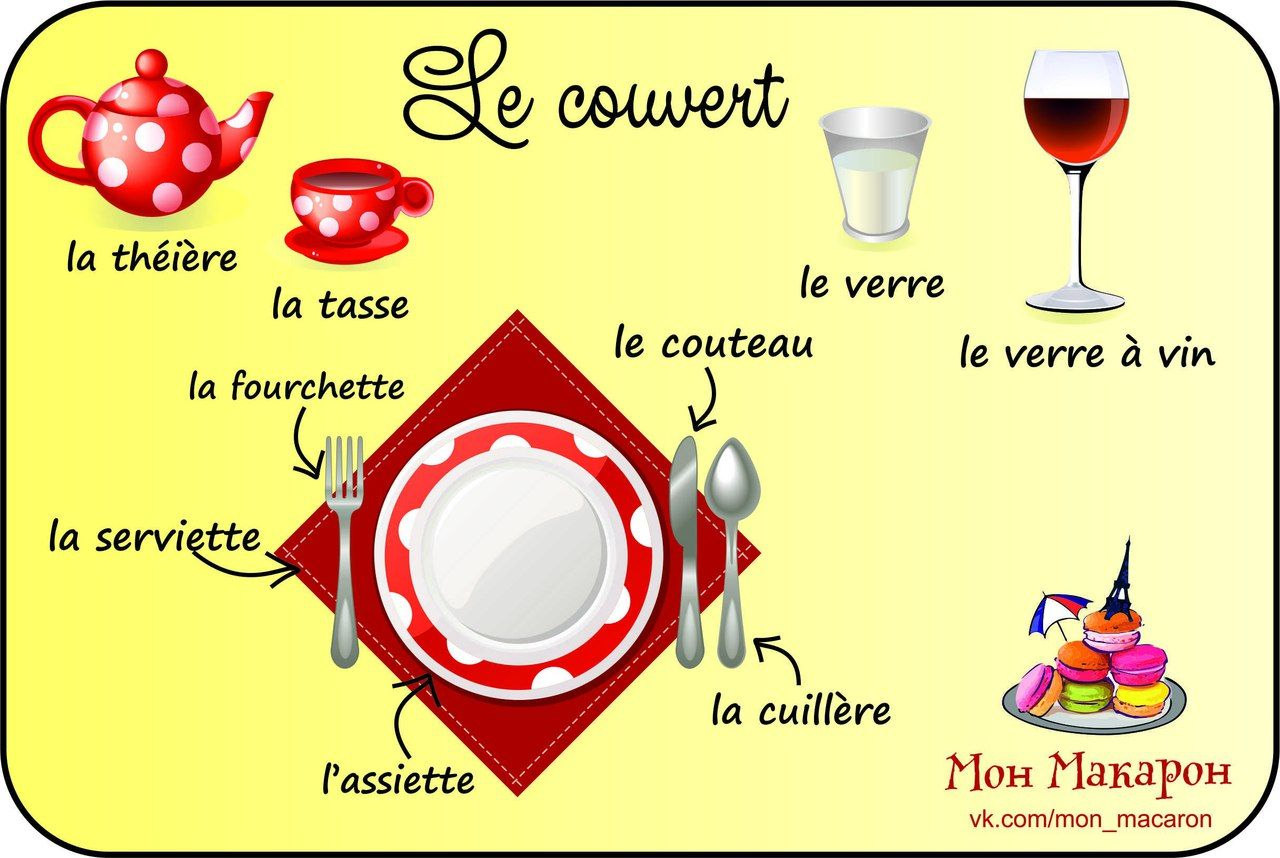 Le couvert
la théière
la tasse
le verre
le verre à vin
le couteau
la fourchette
la serviette
la cuillère
l'assiette
Мон Макарон
vk.com/mon_macaron